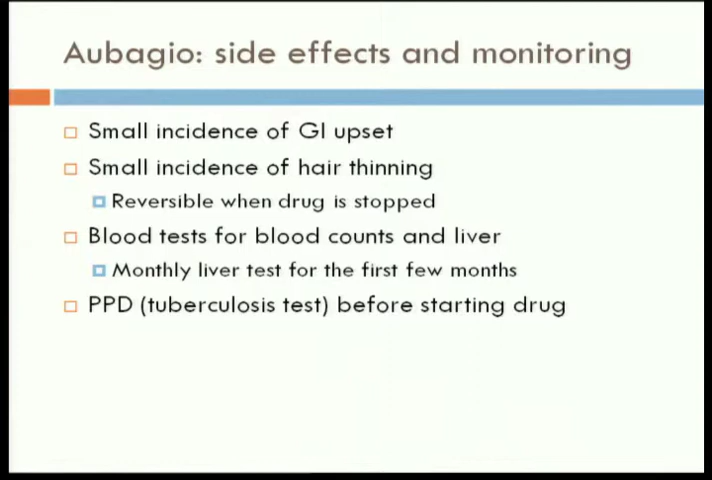 Aubagio: side effects and monitoring
Small incidence of GI upset
Small incidence of hair thinning
Reversible when drug is stopped
Blood tests for blood counts and liver
Monthly liver test for the first few months
PPD (tuberculosis test) before starting drug